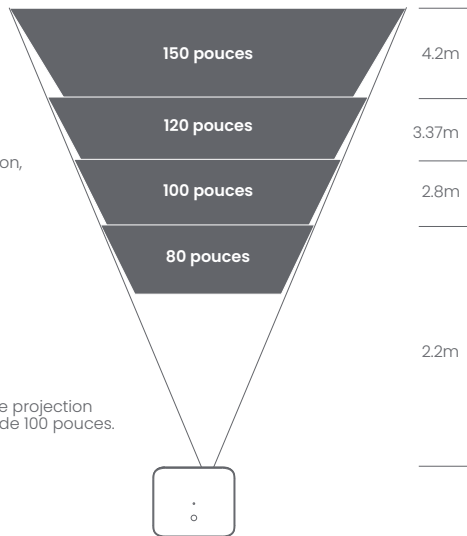 150 pouces
4.2m
120 pouces
3.37m
on,
100 pouces
2.8m
80 pouces
2.2m
e projection
de 100 pouces.